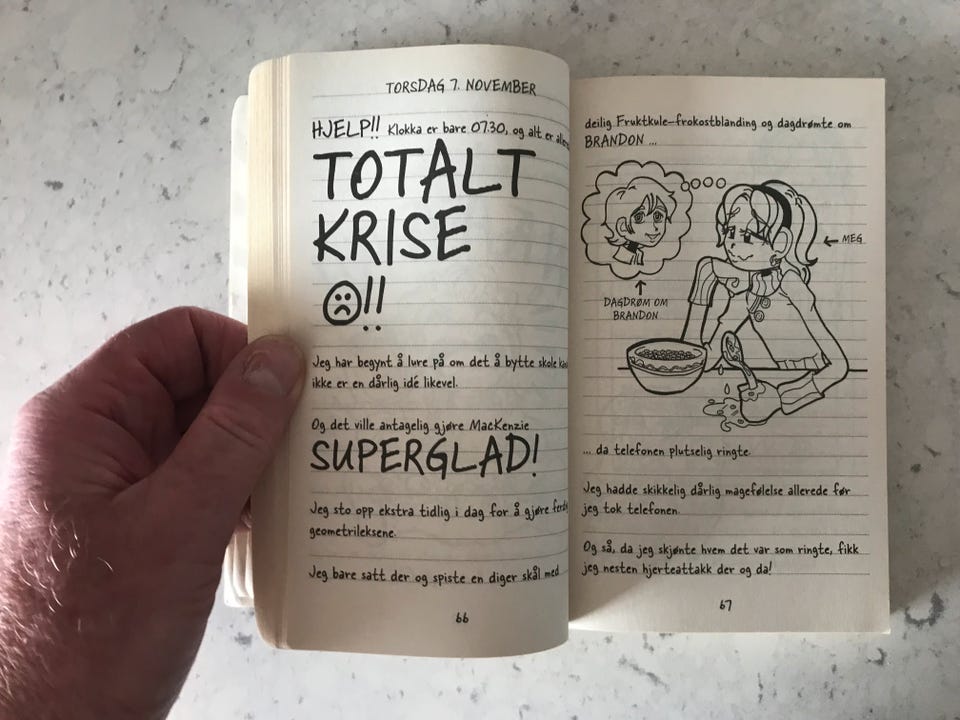 TORSDAG 7. NOVEMBER
HJELP!! Klokka er bare 07.30, og alt er
TOTALT
KRISE
!!
Jeg har begynt å lure på om det å bytte skole
ikke er en dårlig idé likevel.
Og det ville antagelig gjøre MacKenzie
SUPERGLAD!
Jeg sto opp ekstra tidlig i dag for å gjøre
geometrileksene.
Jeg bare satt der og spiste en diger skål med
66
deilig Fruktkule-frokostblanding og dagdrømte om
BRANDON ...
MEG
DAGDRØM OM
BRANDON
... da telefonen plutselig ringte.
Jeg hadde skikkelig dårlig magefølelse allerede før
jeg tok telefonen.
Og så, da jeg skjønte hvem det var som ringte, fikk
jeg nesten hjerteattakk der og da!
67